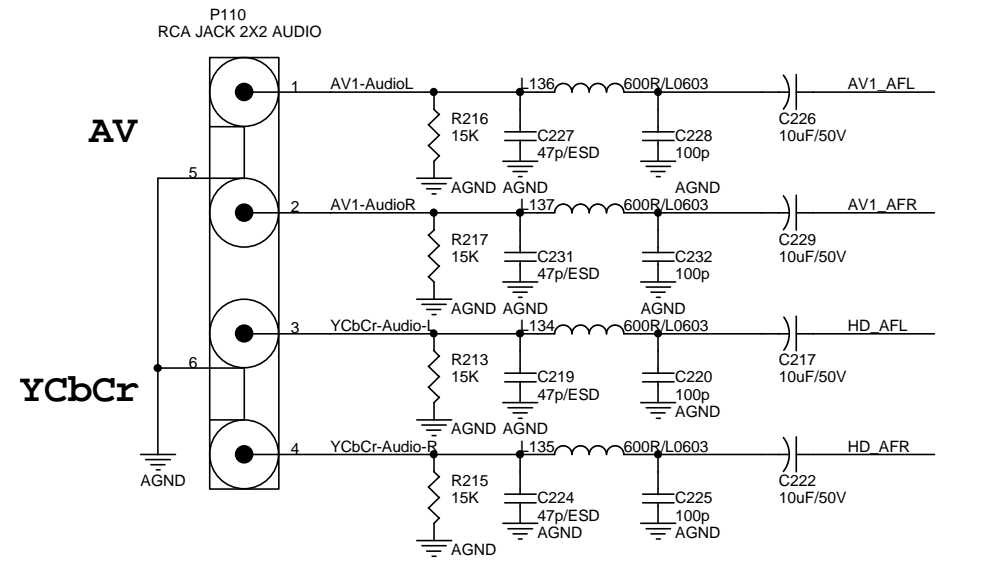 P110
RCA JACK 2X2 AUDIO
1
AV1-AudioL
L136
600R/L0603
AV1_AFL
C226
10uF/50V
R216
15K
C227
47p/ESD
C228
100p
AGND
AGND
AGND
AV
5
2
AV1-AudioR
L137
600R/L0603
AV1_AFR
C229
10uF/50V
R217
15K
C231
47p/ESD
C232
100p
AGND
AGND
AGND
3
YCbCr-Audio-L
L134
600R/L0603
HD_AFL
C217
10uF/50V
R213
15K
C219
47p/ESD
C220
100p
AGND
AGND
AGND
6
YCbCr
4
YCbCr-Audio-R
L135
600R/L0603
HD_AFR
C222
10uF/50V
AGND
R215
15K
C224
47p/ESD
C225
100p
AGND
AGND
AGND